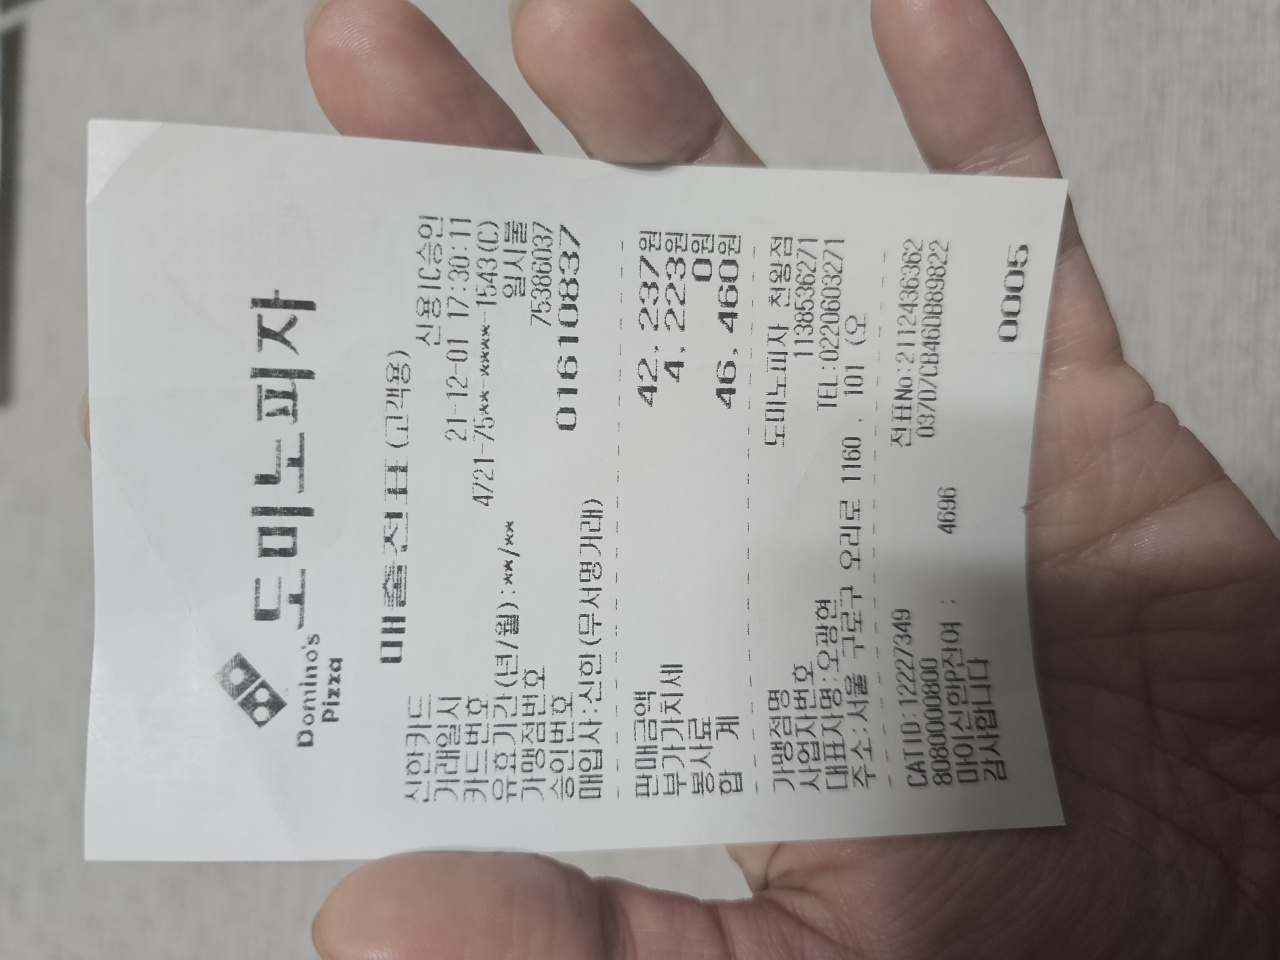 Domino's
Pizza
도미노피자
매출전표 (고객용)
신한카드 신용IC승인
거래일시 21-12-01 17:30:11
카드번호 4721-75**-****-1543(C)
유효기간(년/월):**/** 일시불
가맹점번호 75386037
승인번호 01610837
매입사:신한(무서명거래)
판매금액 42,237원
부가가치세 4,223원
봉사료 0원
합 계 46,460원
가맹점명 도미노피자 천왕점
사업자번호 1138536271
대표자명:오광현 TEL:0220603271
주소:서울 구로구 오리로 1160 , 101 (오
CATID:12227349 전표No:2112436362
8080000800 037D7CB460B89822
마이신한P잔여 : 4696
감사합니다
0005